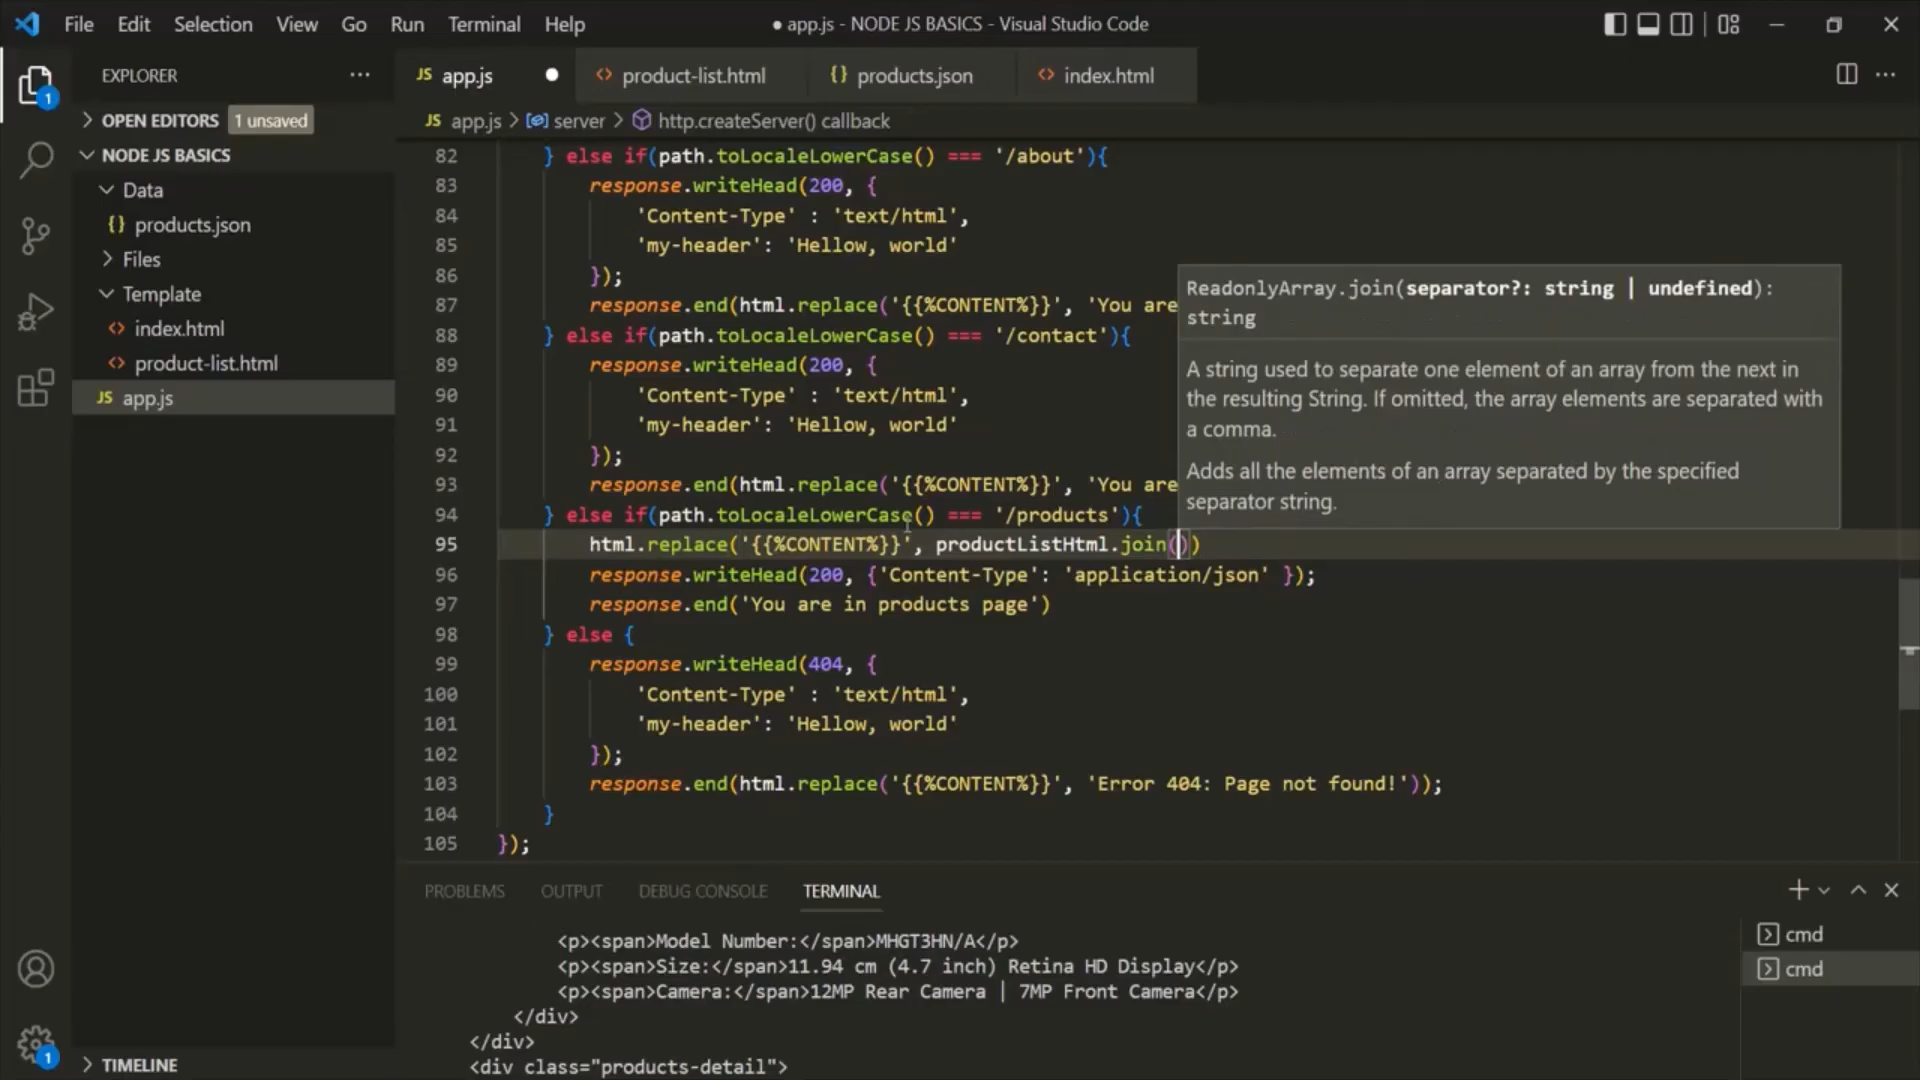 File Edit Selection View Go Run Terminal Help
● app.js - NODE JS BASICS - Visual Studio Code
EXPLORER ···
JS app.js
<> product-list.html
{} products.json
<> index.html
JS app.js > server > http.createServer() callback
1
OPEN EDITORS 1 unsaved
NODE JS BASICS
Data
{} products.json
Files
Template
<> index.html
<> product-list.html
JS app.js
1
TIMELINE
82 } else if(path.toLocaleLowerCase() === '/about'){
83 response.writeHead(200, {
84 'Content-Type' : 'text/html',
85 'my-header': 'Hellow, world'
86 });
87 response.end(html.replace('{{%CONTENT%}}', 'You are
88 } else if(path.toLocaleLowerCase() === '/contact'){
89 response.writeHead(200, {
90 'Content-Type' : 'text/html',
91 'my-header': 'Hellow, world'
92 });
93 response.end(html.replace('{{%CONTENT%}}', 'You are
94 } else if(path.toLocaleLowerCase() === '/products'){
95 html.replace('{{%CONTENT%}}', productListHtml.join())
96 response.writeHead(200, {'Content-Type': 'application/json' });
97 response.end('You are in products page')
98 } else {
99 response.writeHead(404, {
100 'Content-Type' : 'text/html',
101 'my-header': 'Hellow, world'
102 });
103 response.end(html.replace('{{%CONTENT%}}', 'Error 404: Page not found!'));
104 }
105 });
ReadonlyArray.join(separator?: string | undefined):
string
A string used to separate one element of an array from the next in
the resulting String. If omitted, the array elements are separated with
a comma.
Adds all the elements of an array separated by the specified
separator string.
PROBLEMS OUTPUT DEBUG CONSOLE TERMINAL
<p><span>Model Number:</span>MHGT3HN/A</p>
<p><span>Size:</span>11.94 cm (4.7 inch) Retina HD Display</p>
<p><span>Camera:</span>12MP Rear Camera | 7MP Front Camera</p>
</div>
</div>
<div class="products-detail">
cmd
cmd